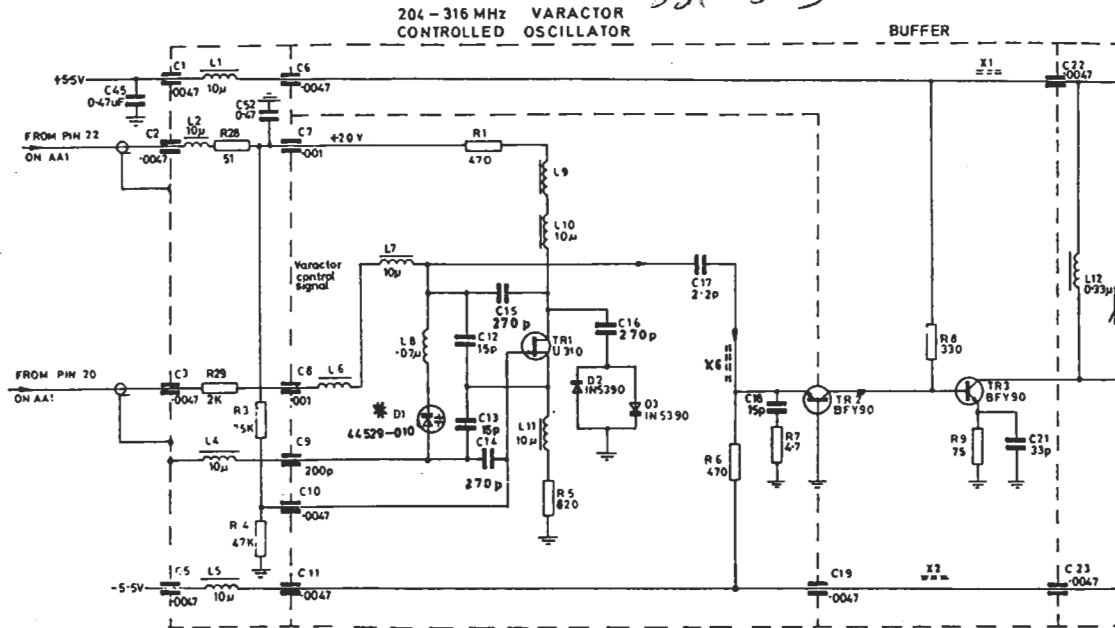 204 – 316 MHz VARACTOR
CONTROLLED OSCILLATOR
BUFFER
+5·5V
C1
·0047
L1
10µ
C6
·0047
X1
C22
·0047
C45
0·47uF
C52
0·47
FROM PIN 22
ON AA1
C2
·0047
L2
10µ
R28
51
C7
·001
+20V
R1
470
L9
L10
10µ
L7
10µ
Varactor
control
signal
C15
270p
C17
2·2p
L12
0·33µ
C12
15p
L8
·07µ
TR1
U310
C16
270p
X6
R8
330
FROM PIN 20
ON AA1
C3
·0047
R29
2K
C8
·001
L6
D2
IN5390
D3
IN5390
R3
15K
* D1
44529-010
C13
15p
C14
270p
L11
10µ
C18
15p
TR2
BFY90
TR3
BFY90
R7
4·7
R9
75
C21
33p
L4
10µ
C9
200p
R6
470
C10
·0047
R5
820
R4
47K
-5·5V
C5
·0047
L5
10µ
C11
·0047
C19
·0047
X2
C23
·0047